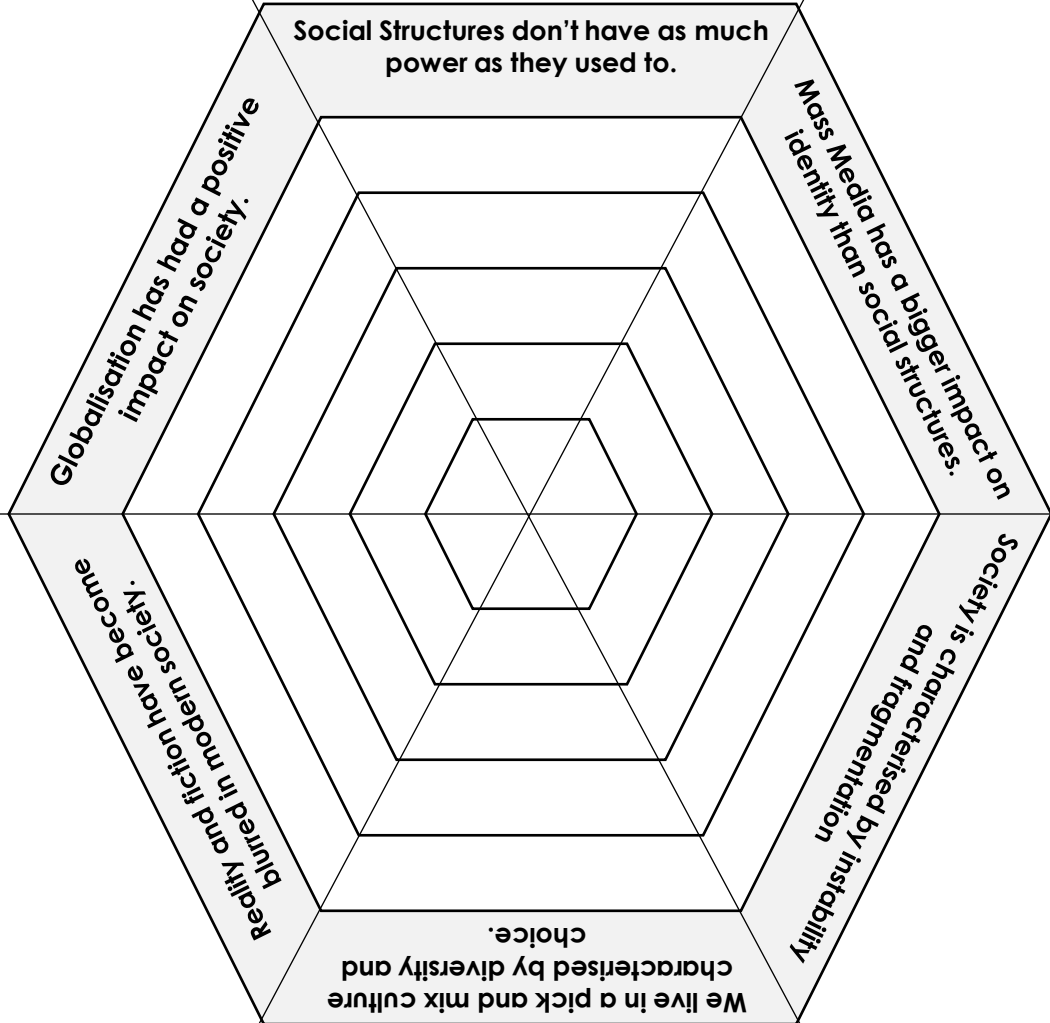 Social Structures don't have as much
power as they used to.
Mass Media has a bigger impact on
identity than social structures.
Society is characterised by instability
and fragmentation
We live in a pick and mix culture
characterised by diversity and
choice.
Reality and fiction have become
blurred in modern society.
Globalisation has had a positive
impact on society.